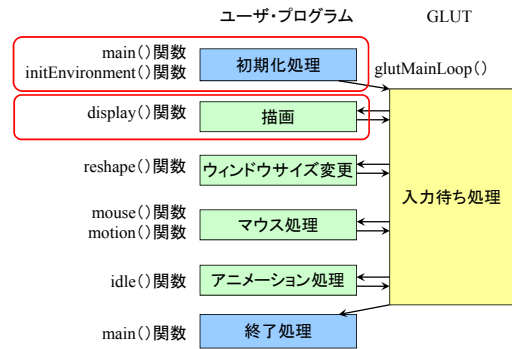 ユーザ・プログラム GLUT
main()関数
initEnvironment()関数
初期化処理
glutMainLoop()
display()関数
描画
reshape()関数
ウィンドウサイズ変更
入力待ち処理
mouse()関数
motion()関数
マウス処理
idle()関数
アニメーション処理
main()関数
終了処理